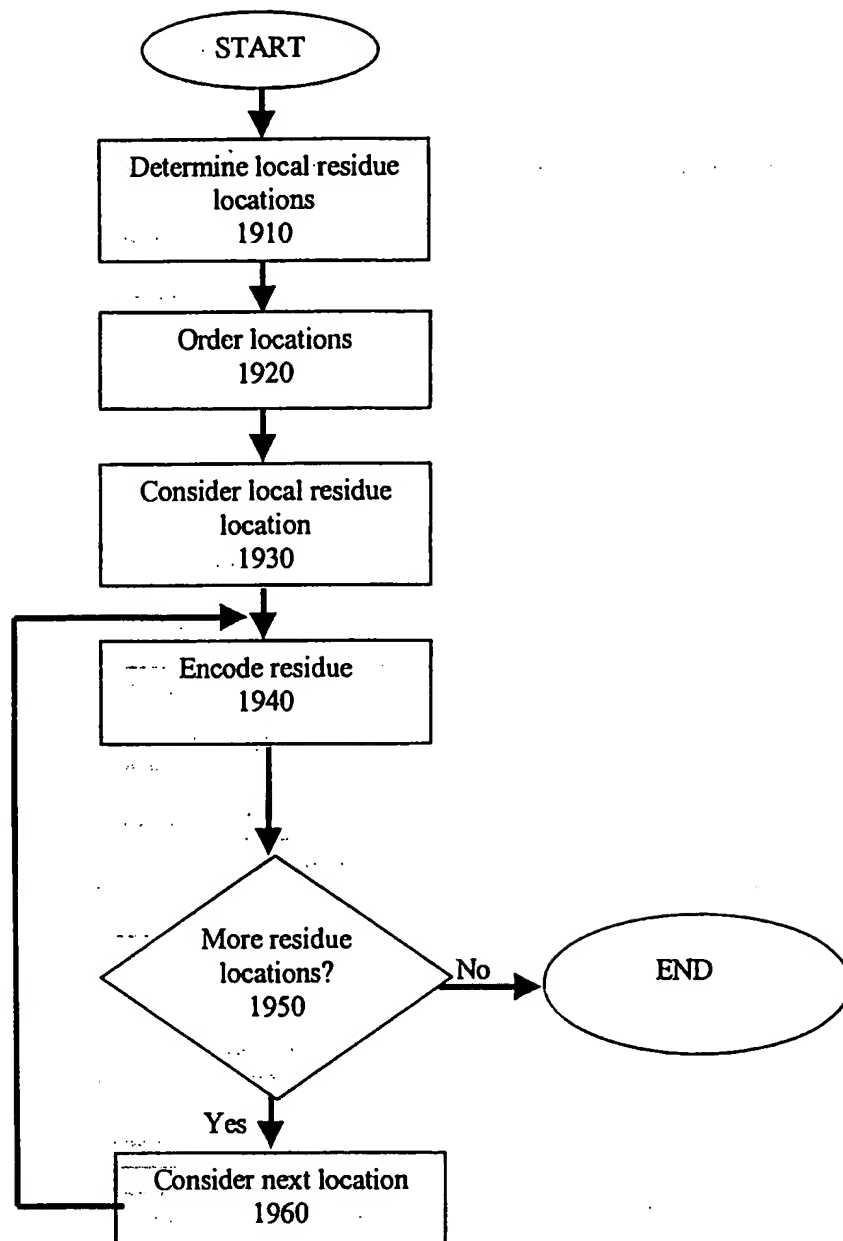 START
Determine local residue
locations
1910
Order locations
1920
Consider local residue
location
1930
Encode residue
1940
More residue
locations?
1950
No
END
Yes
Consider next location
1960